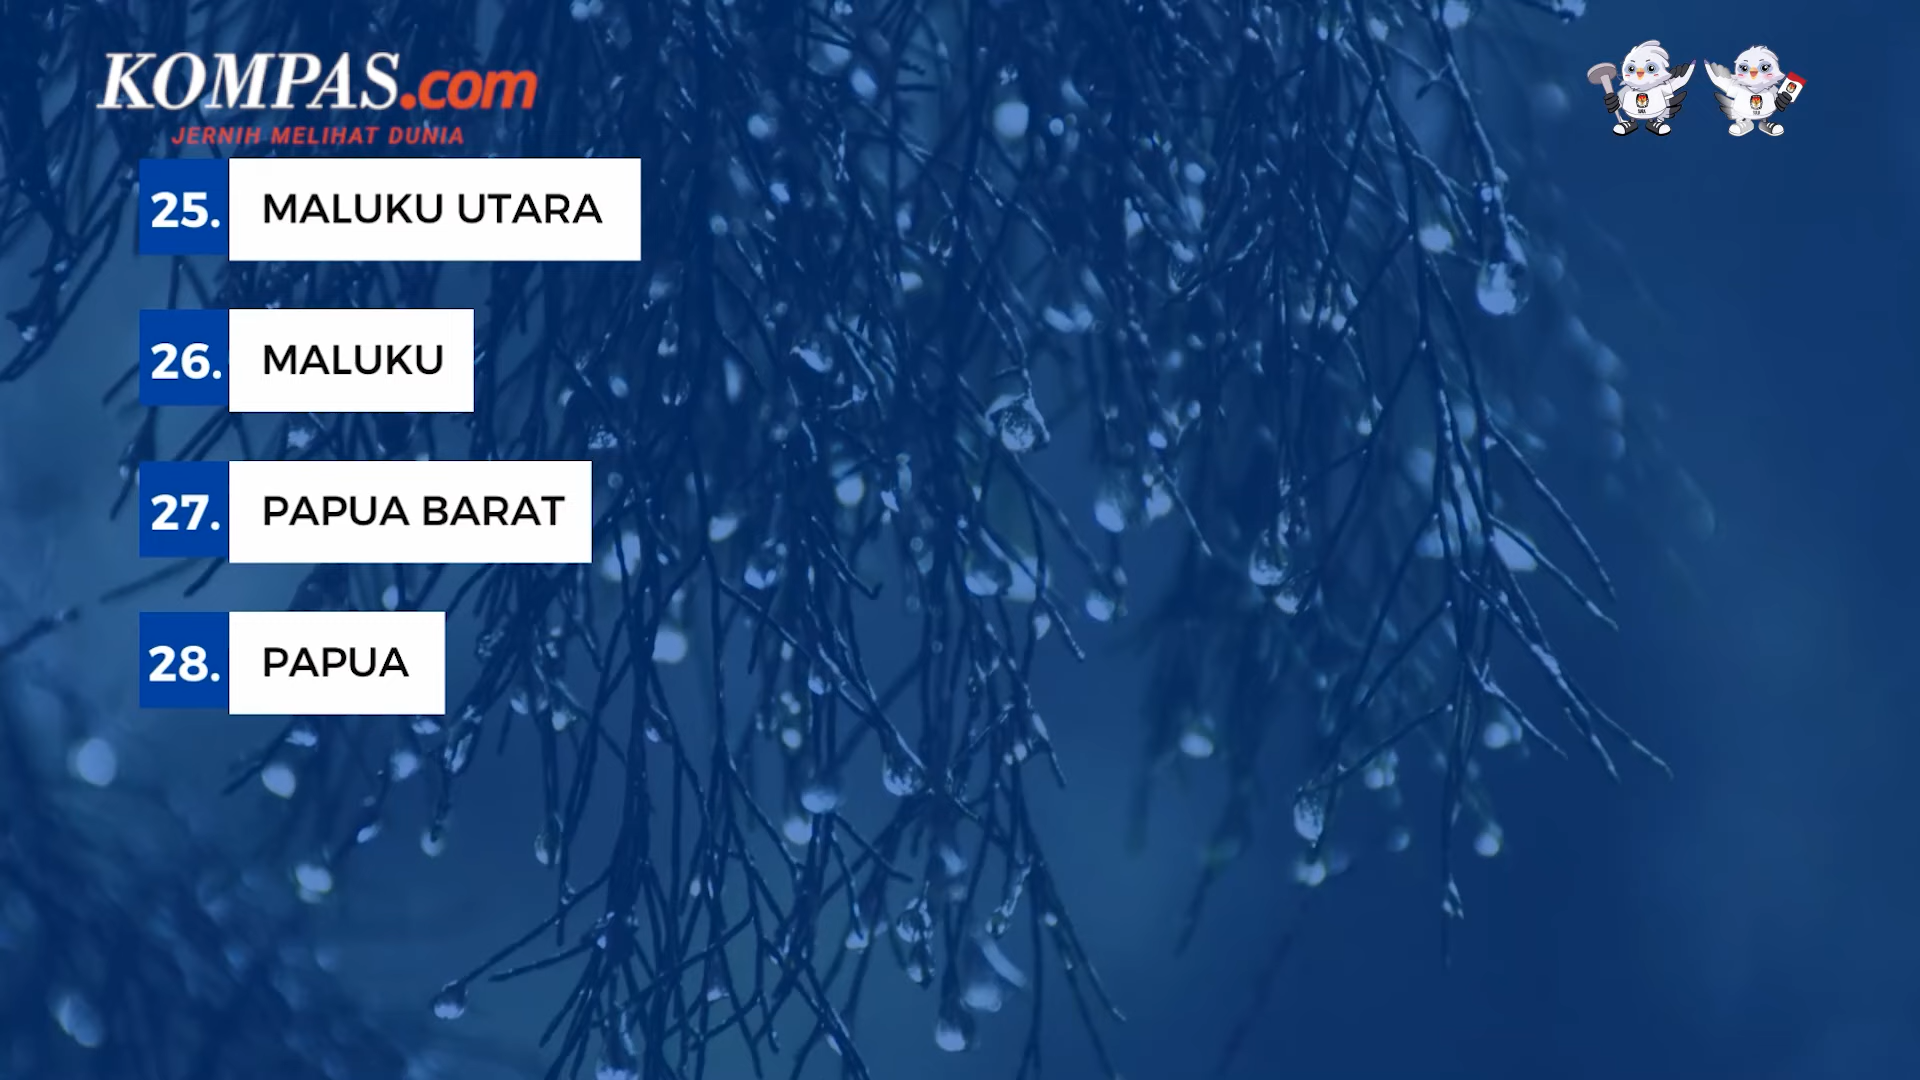 KOMPAS.com
JERNIH MELIHAT DUNIA
25. MALUKU UTARA
26. MALUKU
27. PAPUA BARAT
28. PAPUA